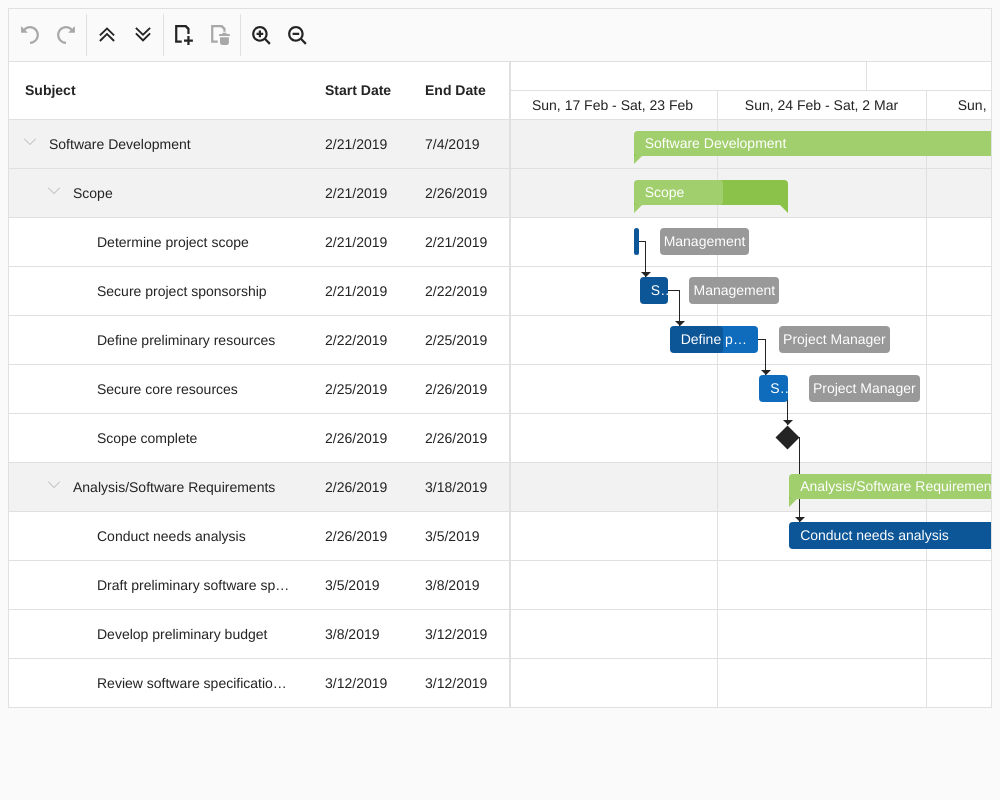 Subject Start Date End Date
Sun, 17 Feb - Sat, 23 Feb Sun, 24 Feb - Sat, 2 Mar Sun,
Software Development 2/21/2019 7/4/2019 Software Development
Scope 2/21/2019 2/26/2019 Scope
Determine project scope 2/21/2019 2/21/2019 Management
Secure project sponsorship 2/21/2019 2/22/2019 S... Management
Define preliminary resources 2/22/2019 2/25/2019 Define p... Project Manager
Secure core resources 2/25/2019 2/26/2019 S... Project Manager
Scope complete 2/26/2019 2/26/2019
Analysis/Software Requirements 2/26/2019 3/18/2019 Analysis/Software Requiremen
Conduct needs analysis 2/26/2019 3/5/2019 Conduct needs analysis
Draft preliminary software sp... 3/5/2019 3/8/2019
Develop preliminary budget 3/8/2019 3/12/2019
Review software specificatio... 3/12/2019 3/12/2019